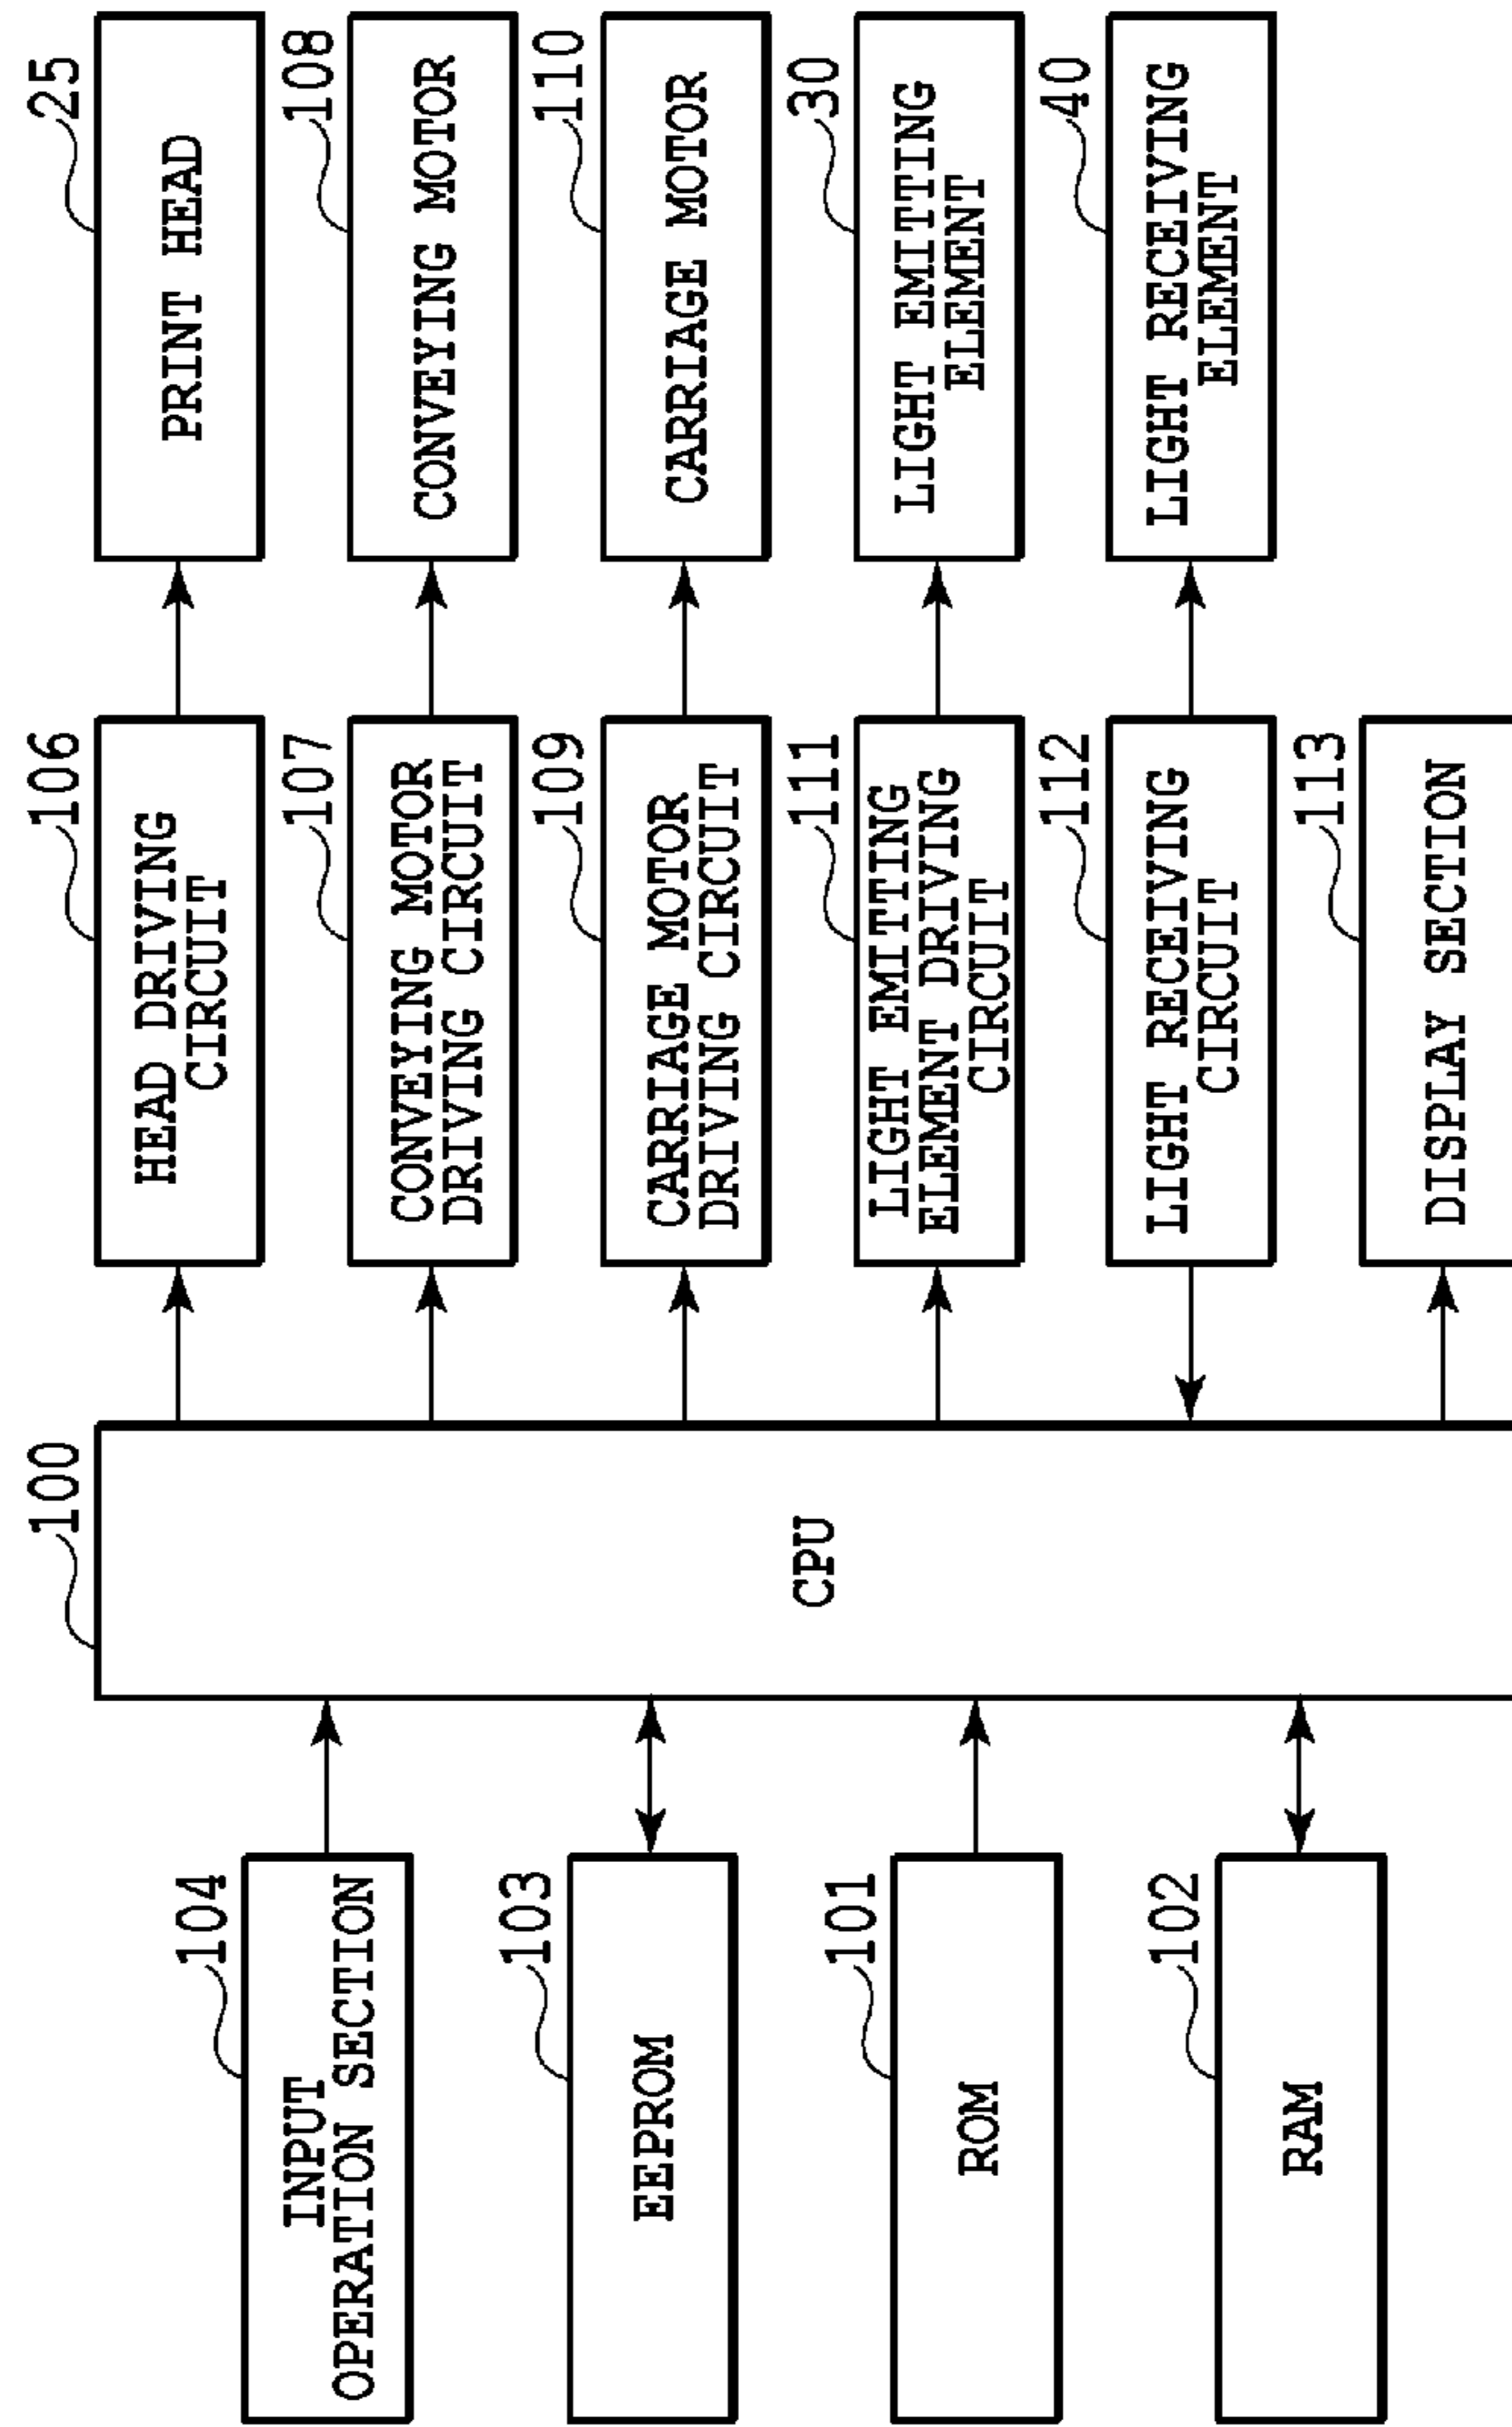 104
INPUT
OPERATION SECTION
103
EEPROM
101
ROM
102
RAM
100
CPU
106
HEAD DRIVING
CIRCUIT
107
CONVEYING MOTOR
DRIVING CIRCUIT
109
CARRIAGE MOTOR
DRIVING CIRCUIT
111
LIGHT EMITTING
ELEMENT DRIVING
CIRCUIT
112
LIGHT RECEIVING
CIRCUIT
113
DISPLAY SECTION
25
PRINT HEAD
108
CONVEYING MOTOR
110
CARRIAGE MOTOR
30
LIGHT EMITTING
ELEMENT
40
LIGHT RECEIVING
ELEMENT